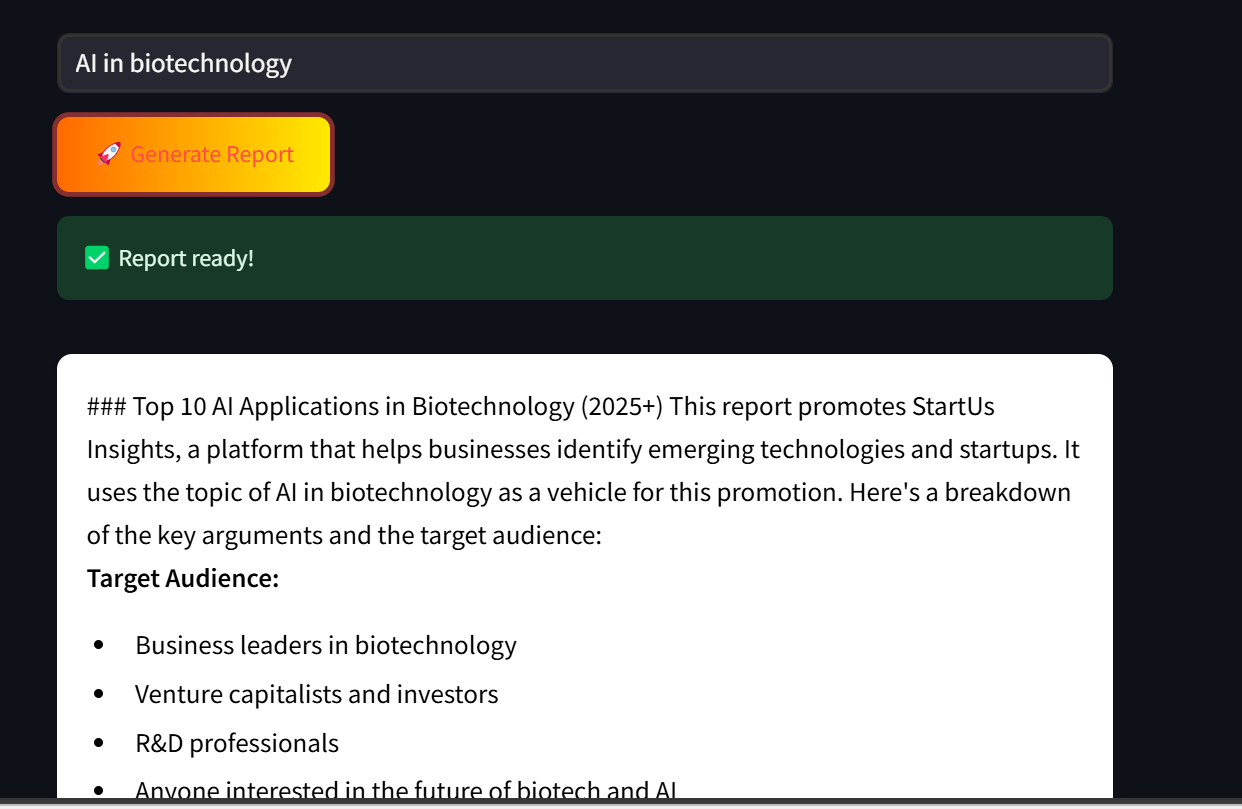 AI in biotechnology
🚀 Generate Report
✅ Report ready!
### Top 10 AI Applications in Biotechnology (2025+) This report promotes StartUs
Insights, a platform that helps businesses identify emerging technologies and startups. It
uses the topic of AI in biotechnology as a vehicle for this promotion. Here's a breakdown
of the key arguments and the target audience:
Target Audience:
• Business leaders in biotechnology
• Venture capitalists and investors
• R&D professionals
• Anyone interested in the future of biotech and AI